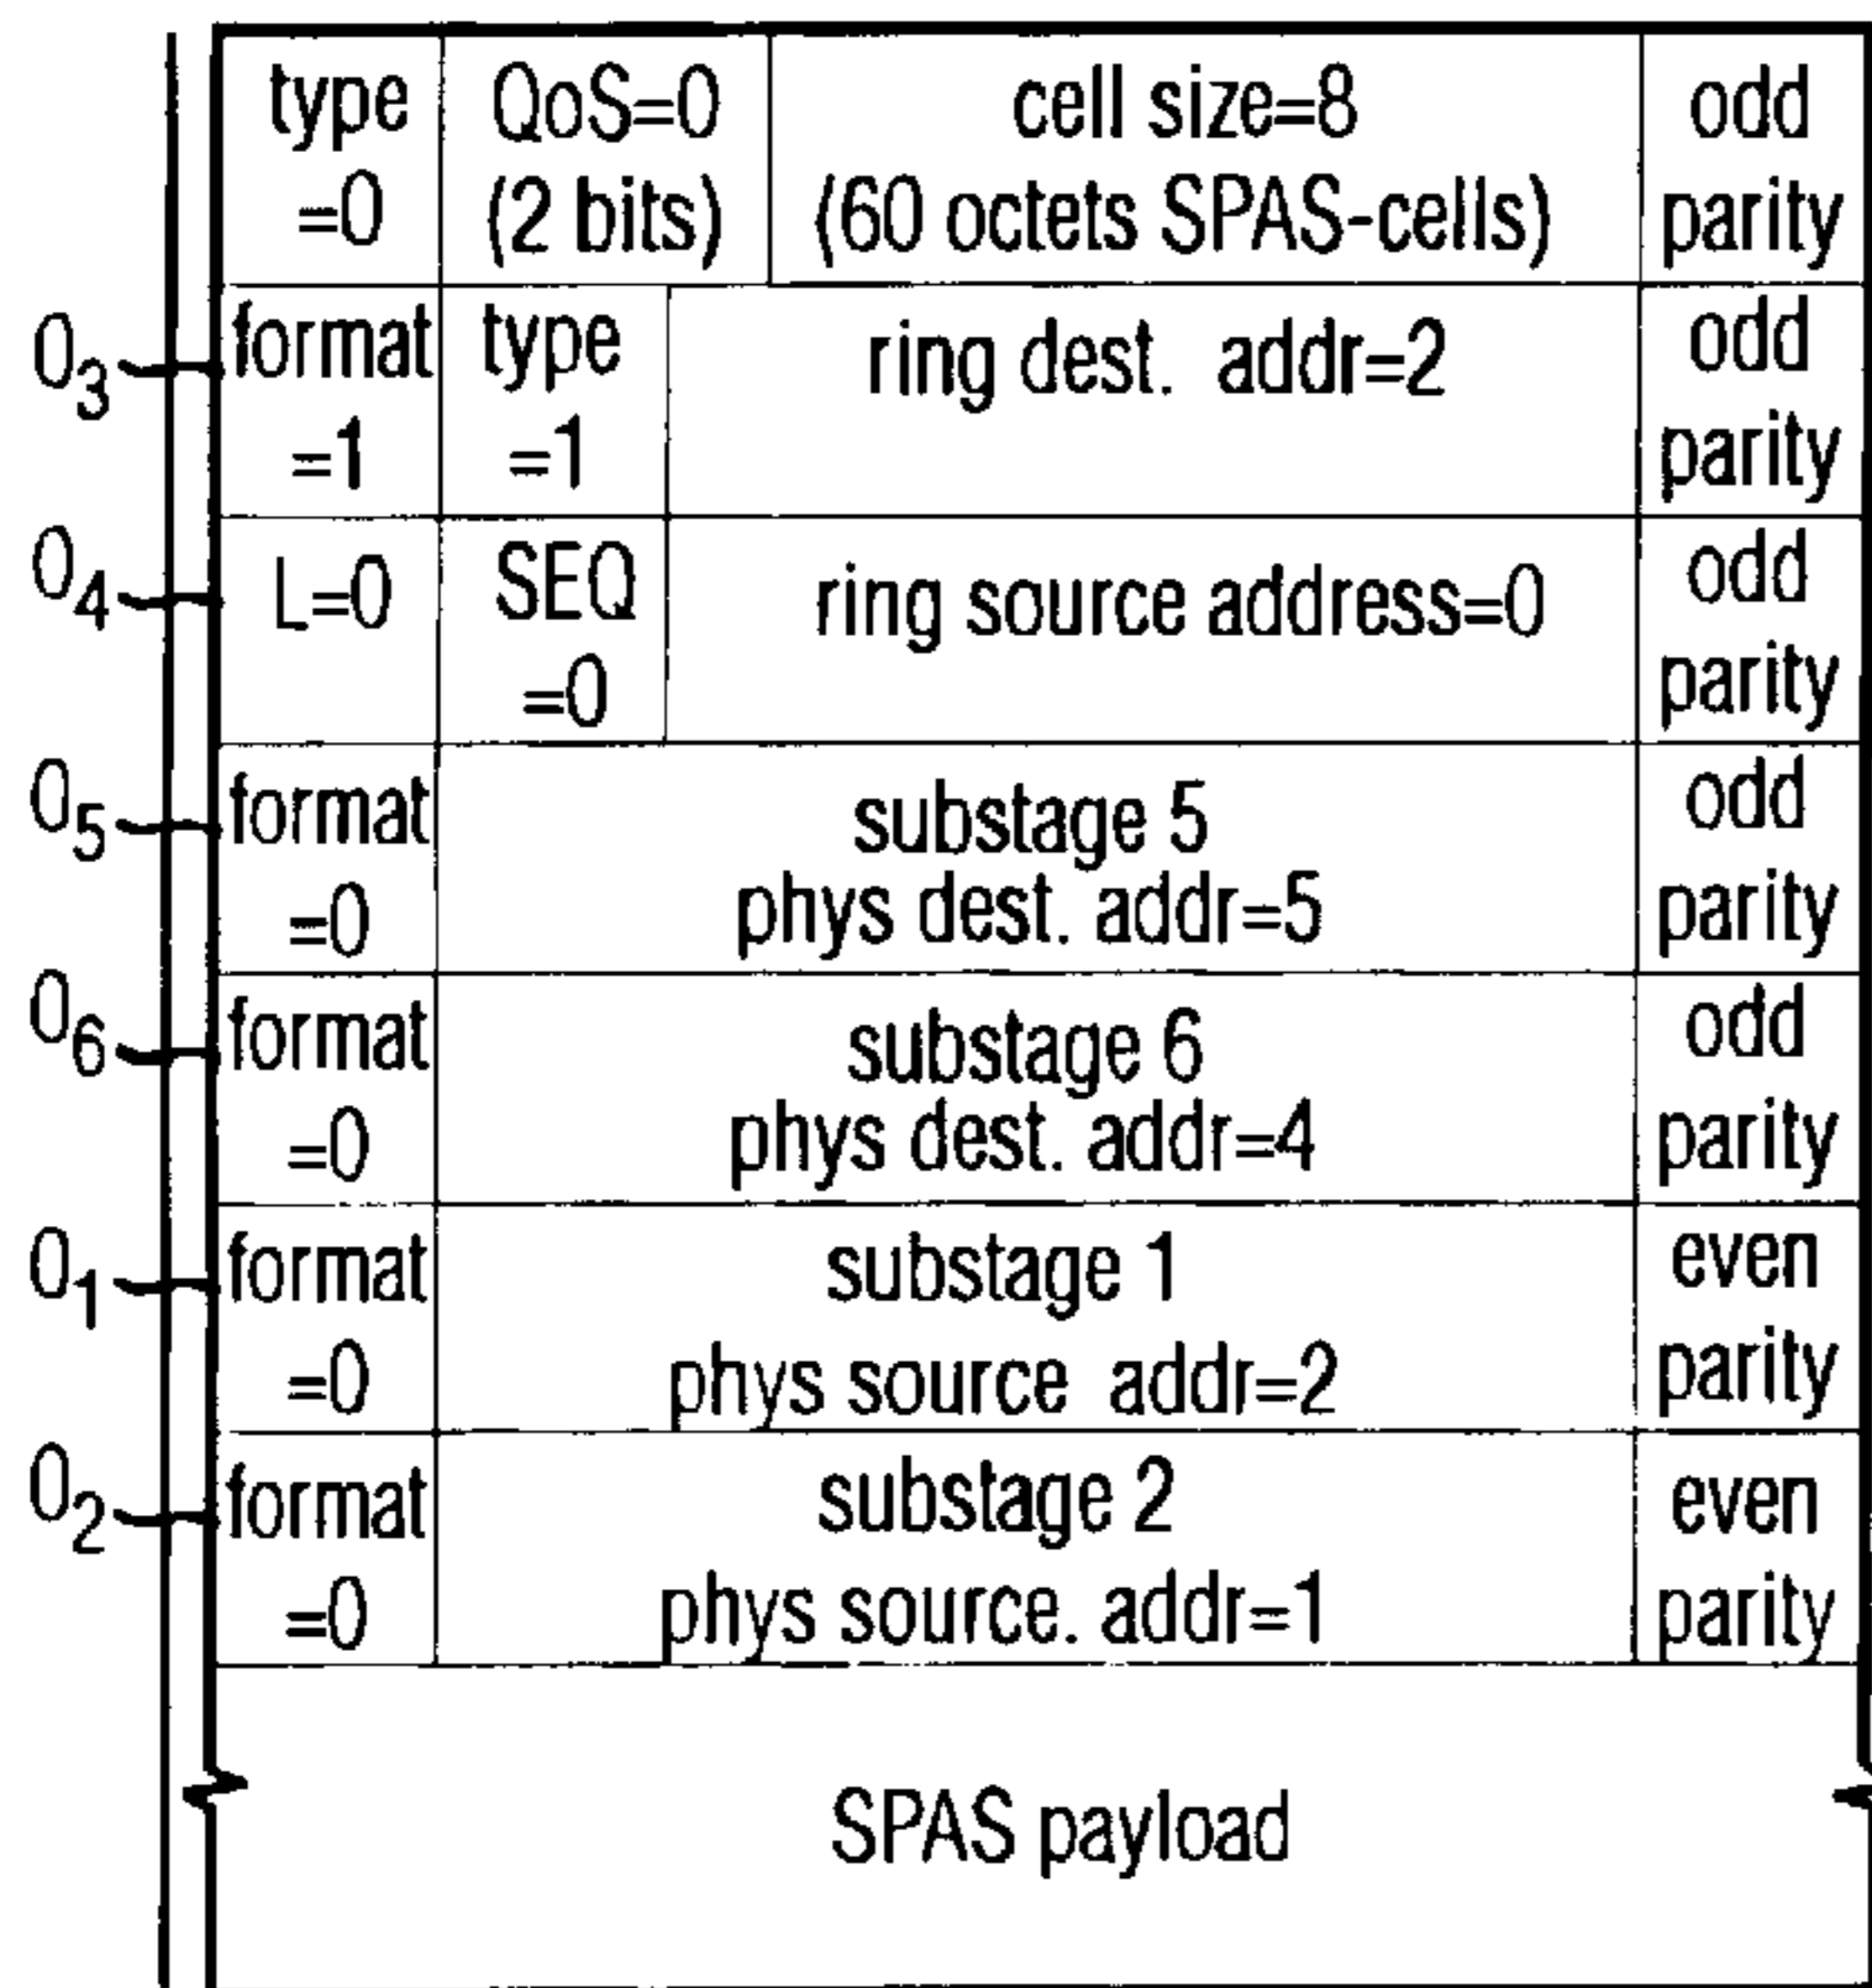 type =0 QoS=0 (2 bits) cell size=8 (60 octets SPAS-cells) odd parity
O3 format =1 type =1 ring dest. addr=2 odd parity
O4 L=0 SEQ =0 ring source address=0 odd parity
O5 format =0 substage 5 phys dest. addr=5 odd parity
O6 format =0 substage 6 phys dest. addr=4 odd parity
O1 format =0 substage 1 phys source addr=2 even parity
O2 format =0 substage 2 phys source. addr=1 even parity
SPAS payload